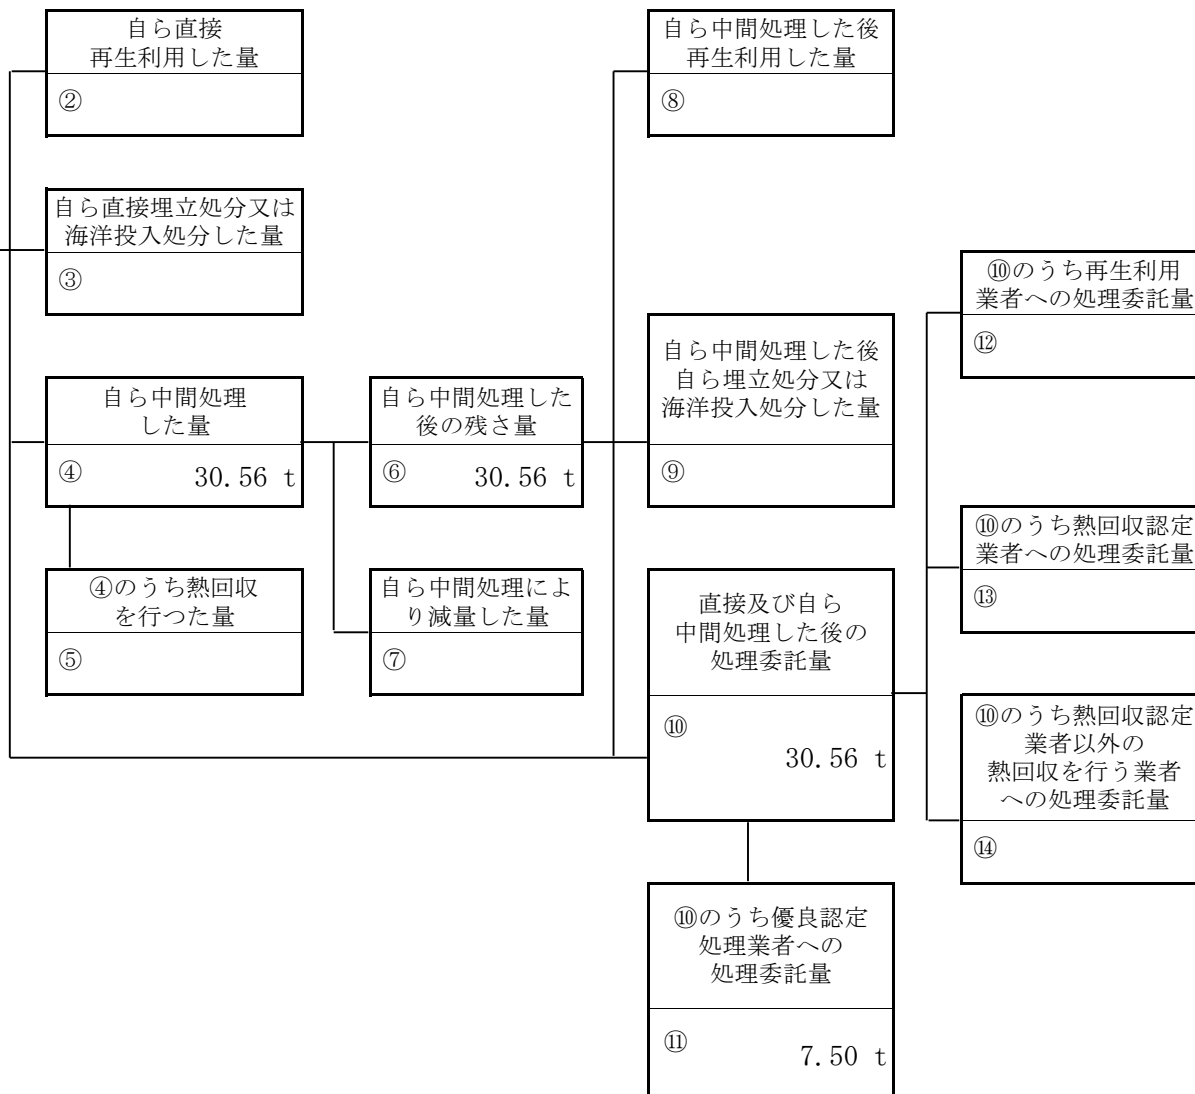 自ら直接
再生利用した量
②
自ら中間処理した後
再生利用した量
⑧
自ら直接埋立処分又は
海洋投入処分した量
③
⑩のうち再生利用
業者への処理委託量
⑫
自ら中間処理した後
自ら埋立処分又は
海洋投入処分した量
⑨
自ら中間処理
した量
④ 30.56 t
自ら中間処理した
後の残さ量
⑥ 30.56 t
⑩のうち熱回収認定
業者への処理委託量
⑬
④のうち熱回収
を行つた量
⑤
自ら中間処理によ
り減量した量
⑦
直接及び自ら
中間処理した後の
処理委託量
⑩
30.56 t
⑩のうち熱回収認定
業者以外の
熱回収を行う業者
への処理委託量
⑭
⑩のうち優良認定
処理業者への
処理委託量
⑪ 7.50 t